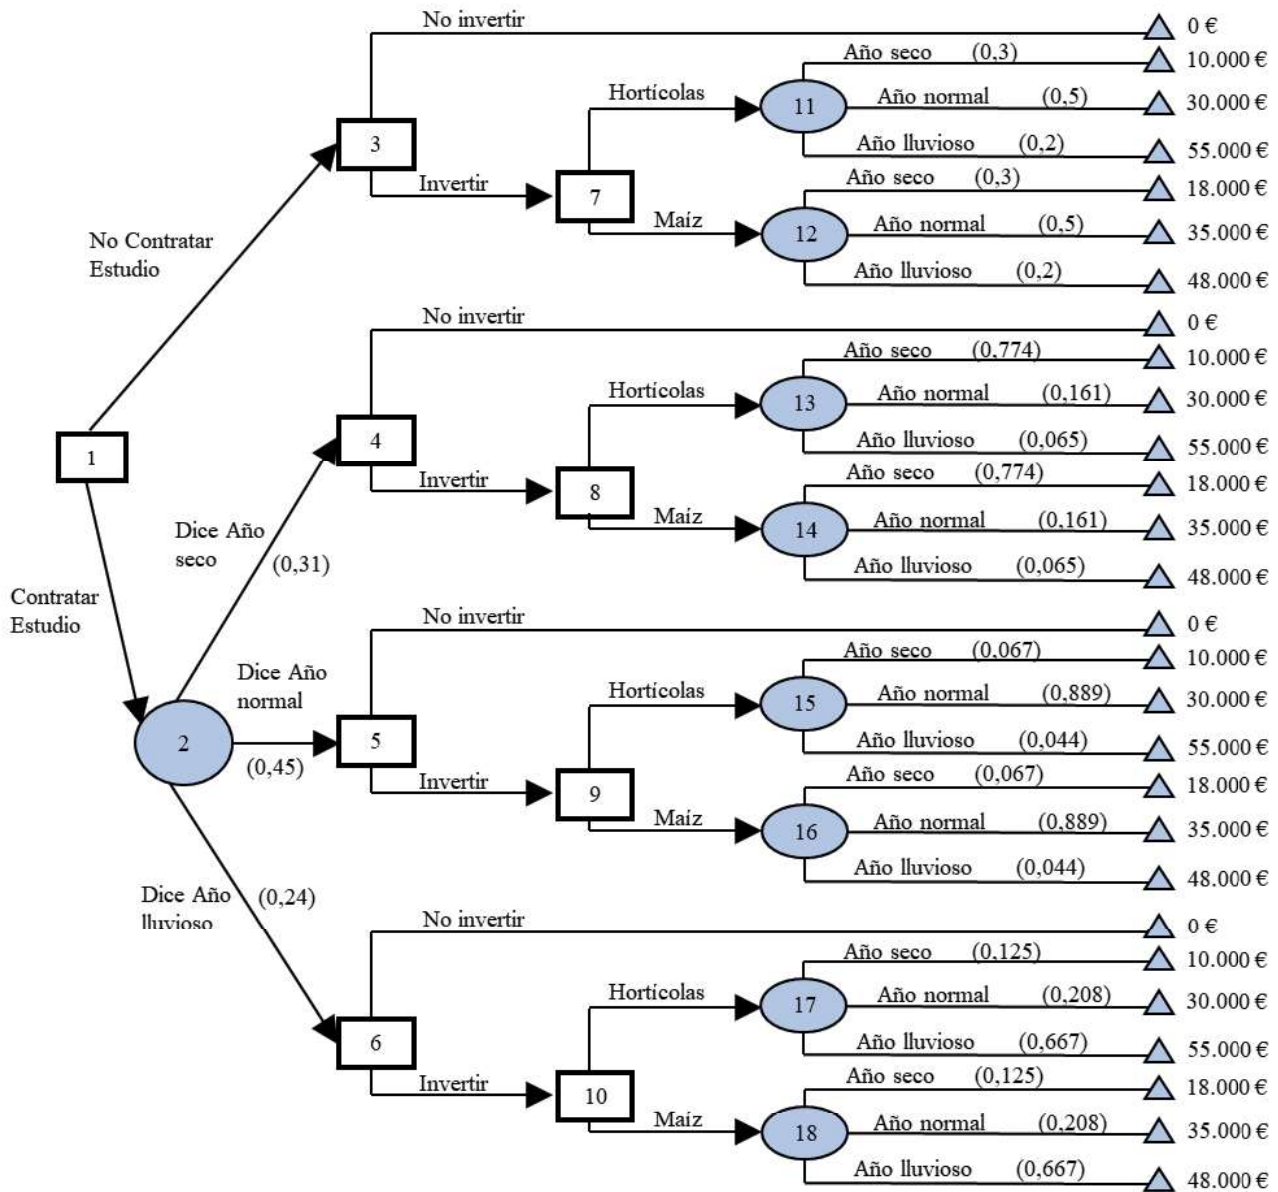 No invertir
0 €
Año seco (0,3)
10.000 €
Hortícolas
11
Año normal (0,5)
30.000 €
3
Año lluvioso (0,2)
55.000 €
Invertir
7
Año seco (0,3)
18.000 €
Maíz
12
Año normal (0,5)
35.000 €
No Contratar
Estudio
Año lluvioso (0,2)
48.000 €
No invertir
0 €
Año seco (0,774)
10.000 €
Hortícolas
13
Año normal (0,161)
30.000 €
4
Año lluvioso (0,065)
55.000 €
1
Invertir
8
Año seco (0,774)
18.000 €
Maíz
14
Año normal (0,161)
35.000 €
Dice Año
seco
(0,31)
Año lluvioso (0,065)
48.000 €
Contratar
Estudio
No invertir
0 €
Año seco (0,067)
10.000 €
Dice Año
normal
Hortícolas
15
Año normal (0,889)
30.000 €
2
(0,45)
5
Año lluvioso (0,044)
55.000 €
Invertir
9
Año seco (0,067)
18.000 €
Maíz
16
Año normal (0,889)
35.000 €
Año lluvioso (0,044)
48.000 €
Dice Año
lluvioso
(0,24)
No invertir
0 €
Año seco (0,125)
10.000 €
Hortícolas
17
Año normal (0,208)
30.000 €
6
Año lluvioso (0,667)
55.000 €
Invertir
10
Año seco (0,125)
18.000 €
Maíz
18
Año normal (0,208)
35.000 €
Año lluvioso (0,667)
48.000 €